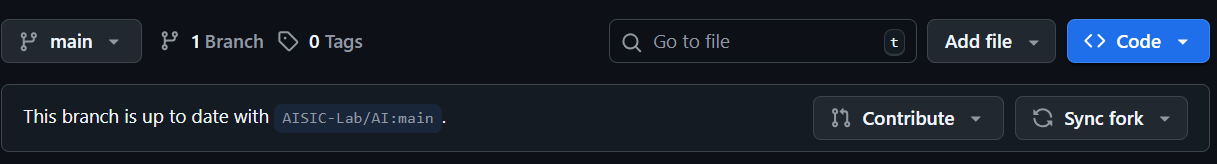 main 1 Branch 0 Tags Go to file t Add file Code
This branch is up to date with AISIC-Lab/AI:main. Contribute Sync fork